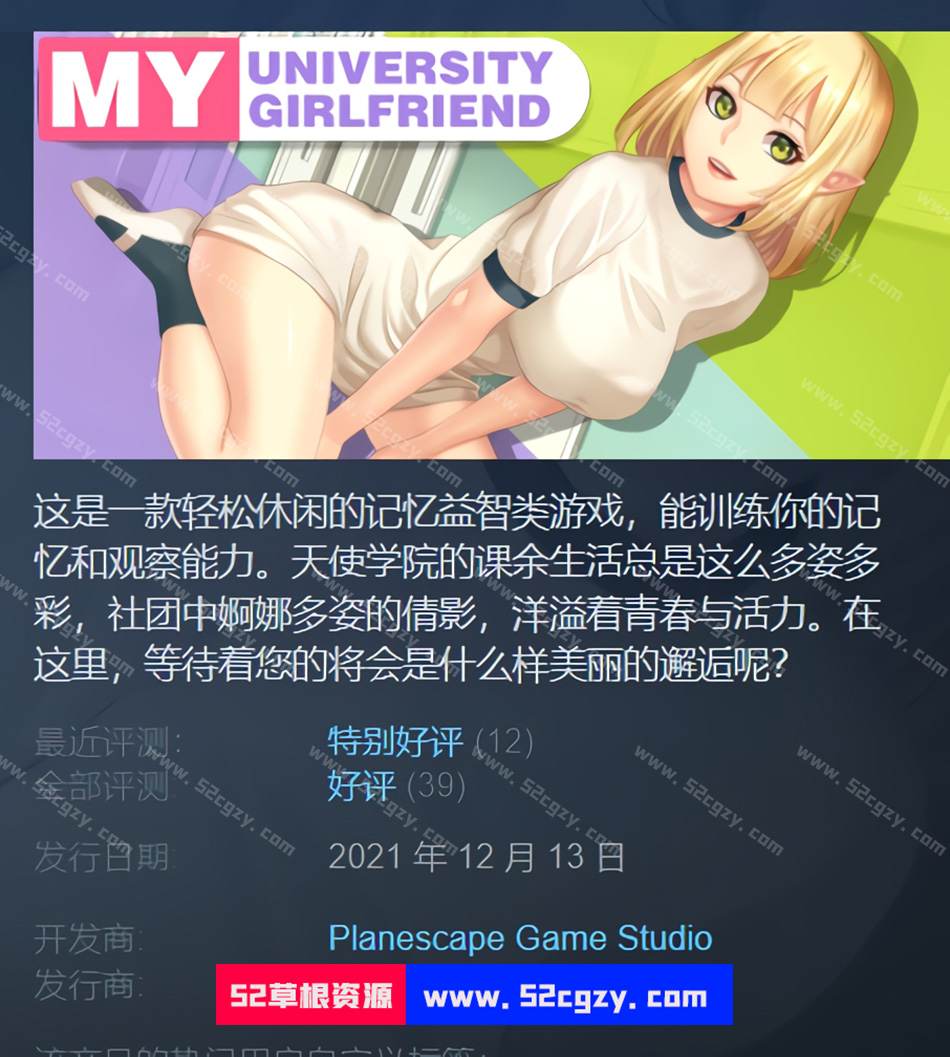 MY
UNIVERSITY
GIRLFRIEND
这是一款轻松休闲的记忆益智类游戏，能训练你的记
忆和观察能力。天使学院的课余生活总是这么多姿多
彩，社团中婀娜多姿的倩影，洋溢着青春与活力。在
这里，等待着您的将会是什么样美丽的邂逅呢？
最近评测: 特别好评 (12)
全部评测: 好评 (39)
发行日期: 2021 年 12 月 13 日
开发商: Planescape Game Studio
发行商:
52草根资源 www.52cgzy.com